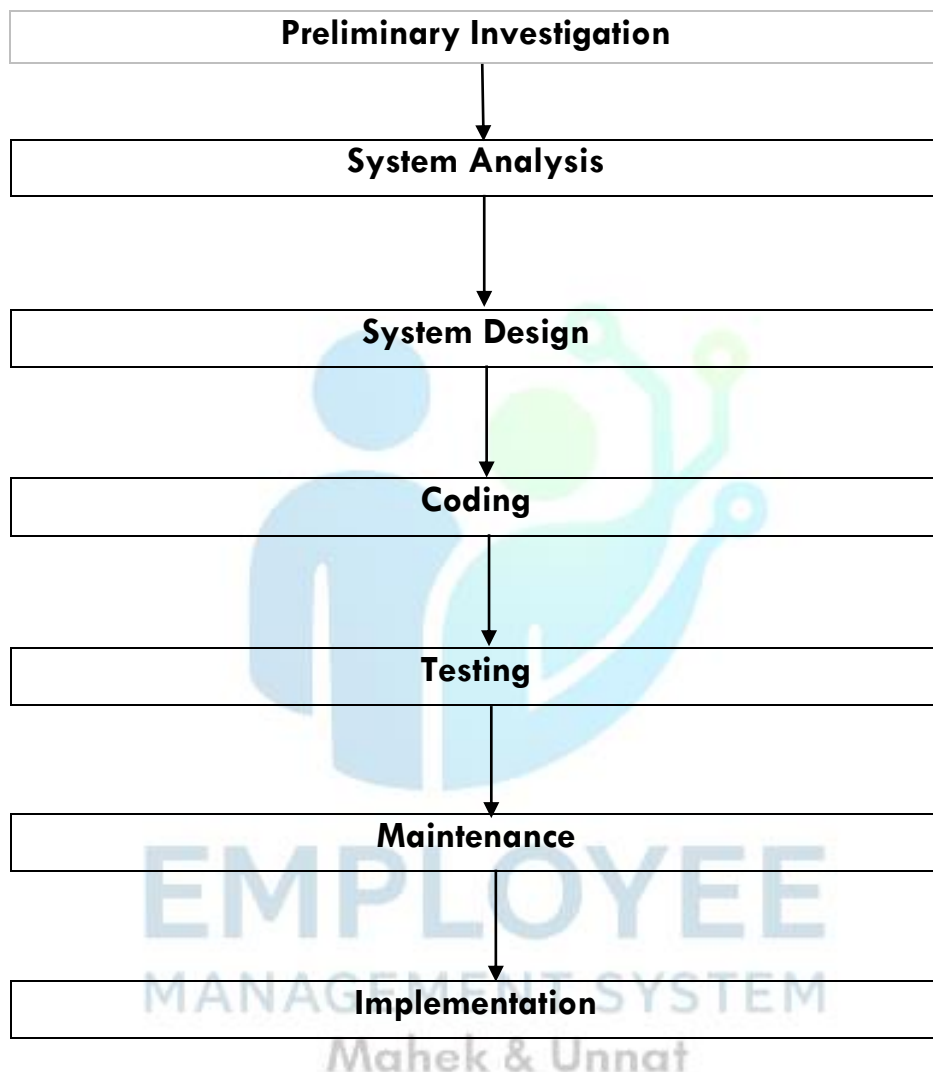 Preliminary Investigation
System Analysis
System Design
Coding
Testing
Maintenance
EMPLOYEE
MANAGEMENT SYSTEM
Implementation
Mahek & Unnat